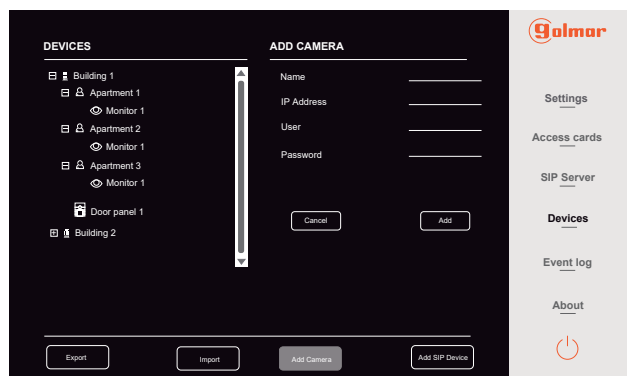 DEVICES
Building 1
Apartment 1
Monitor 1
Apartment 2
Monitor 1
Apartment 3
Monitor 1
Door panel 1
Building 2
ADD CAMERA
Name
IP Address
User
Password
Cancel
Add
Export
Import
Add Camera
Add SIP Device
golmar
Settings
Access cards
SIP Server
Devices
Event log
About